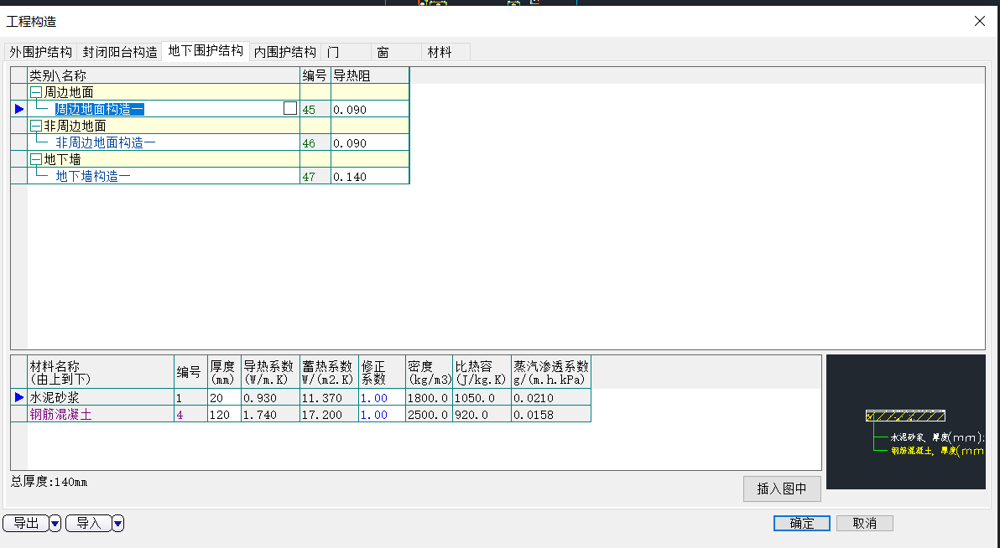 工程构造
外围护结构 封闭阳台构造 地下围护结构 内围护结构 门 窗 材料
类别\名称 编号 导热阻
周边地面
周边地面构造一 45 0.090
非周边地面
非周边地面构造一 46 0.090
地下墙
地下墙构造一 47 0.140
材料名称 编号 厚度 导热系数 蓄热系数 修正 密度 比热容 蒸汽渗透系数
(由上到下) (mm) (W/m.K) W/(m2.K) 系数 (kg/m3) (J/kg.K) g/(m.h.kPa)
水泥砂浆 1 20 0.930 11.370 1.00 1800.0 1050.0 0.0210
钢筋混凝土 4 120 1.740 17.200 1.00 2500.0 920.0 0.0158
水泥砂浆, 厚度(mm):
钢筋混凝土, 厚度(mm
总厚度:140mm
插入图中
导出 导入 确定 取消